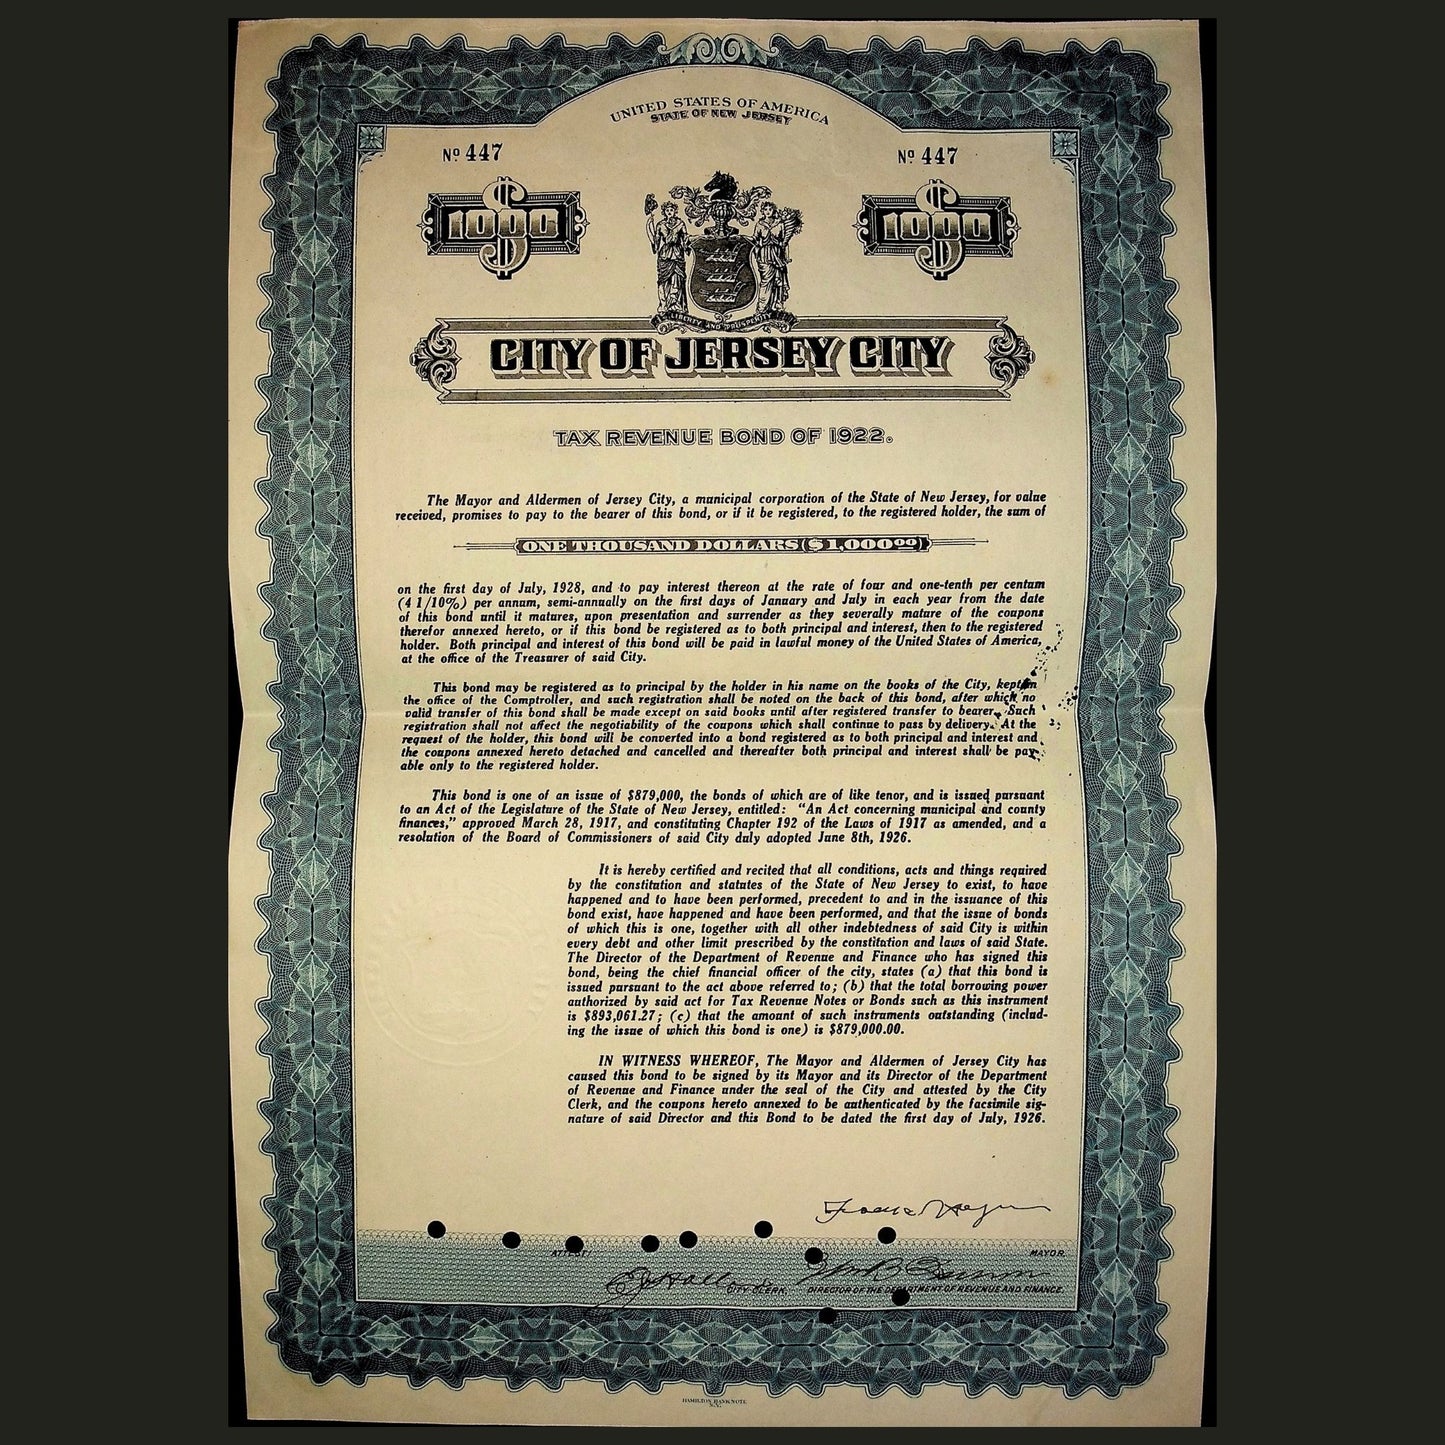 UNITED STATES OF AMERICA
STATE OF NEW JERSEY
Nº 447
Nº 447
$1000
$1000
LIBERTY AND PROSPERITY
CITY OF JERSEY CITY
TAX REVENUE BOND OF 1922.
The Mayor and Aldermen of Jersey City, a municipal corporation of the State of New Jersey, for value
received, promises to pay to the bearer of this bond, or if it be registered, to the registered holder, the sum of
ONE THOUSAND DOLLARS ($1,000⁰⁰)
on the first day of July, 1928, and to pay interest thereon at the rate of four and one-tenth per centum
(4 1/10%) per annum, semi-annually on the first days of January and July in each year from the date
of this bond until it matures, upon presentation and surrender as they severally mature of the coupons
therefor annexed hereto, or if this bond be registered as to both principal and interest, then to the registered
holder. Both principal and interest of this bond will be paid in lawful money of the United States of America,
at the office of the Treasurer of said City.
This bond may be registered as to principal by the holder in his name on the books of the City, kept in
the office of the Comptroller, and such registration shall be noted on the back of this bond, after which no
valid transfer of this bond shall be made except on said books until after registered transfer to bearer. Such
registration shall not affect the negotiability of the coupons which shall continue to pass by delivery. At the
request of the holder, this bond will be converted into a bond registered as to both principal and interest and
the coupons annexed hereto detached and cancelled and thereafter both principal and interest shall be pay-
able only to the registered holder.
This bond is one of an issue of $879,000, the bonds of which are of like tenor, and is issued pursuant
to an Act of the Legislature of the State of New Jersey, entitled: "An Act concerning municipal and county
finances," approved March 28, 1917, and constituting Chapter 192 of the Laws of 1917 as amended, and a
resolution of the Board of Commissioners of said City duly adopted June 8th, 1926.
It is hereby certified and recited that all conditions, acts and things required
by the constitution and statutes of the State of New Jersey to exist, to have
happened and to have been performed, precedent to and in the issuance of this
bond exist, have happened and have been performed, and that the issue of bonds
of which this is one, together with all other indebtedness of said City is within
every debt and other limit prescribed by the constitution and laws of said State.
The Director of the Department of Revenue and Finance who has signed this
bond, being the chief financial officer of the city, states (a) that this bond is
issued pursuant to the act above referred to; (b) that the total borrowing power
authorized by said act for Tax Revenue Notes or Bonds such as this instrument
is $893,061.27; (c) that the amount of such instruments outstanding (includ-
ing the issue of which this bond is one) is $879,000.00.
IN WITNESS WHEREOF, The Mayor and Aldermen of Jersey City has
caused this bond to be signed by its Mayor and its Director of the Department
of Revenue and Finance under the seal of the City and attested by the City
Clerk, and the coupons hereto annexed to be authenticated by the facsimile sig-
nature of said Director and this Bond to be dated the first day of July, 1926.
MAYOR.
CITY CLERK.
DIRECTOR OF THE DEPARTMENT OF REVENUE AND FINANCE.
HAMILTON BANK NOTE
N.Y.